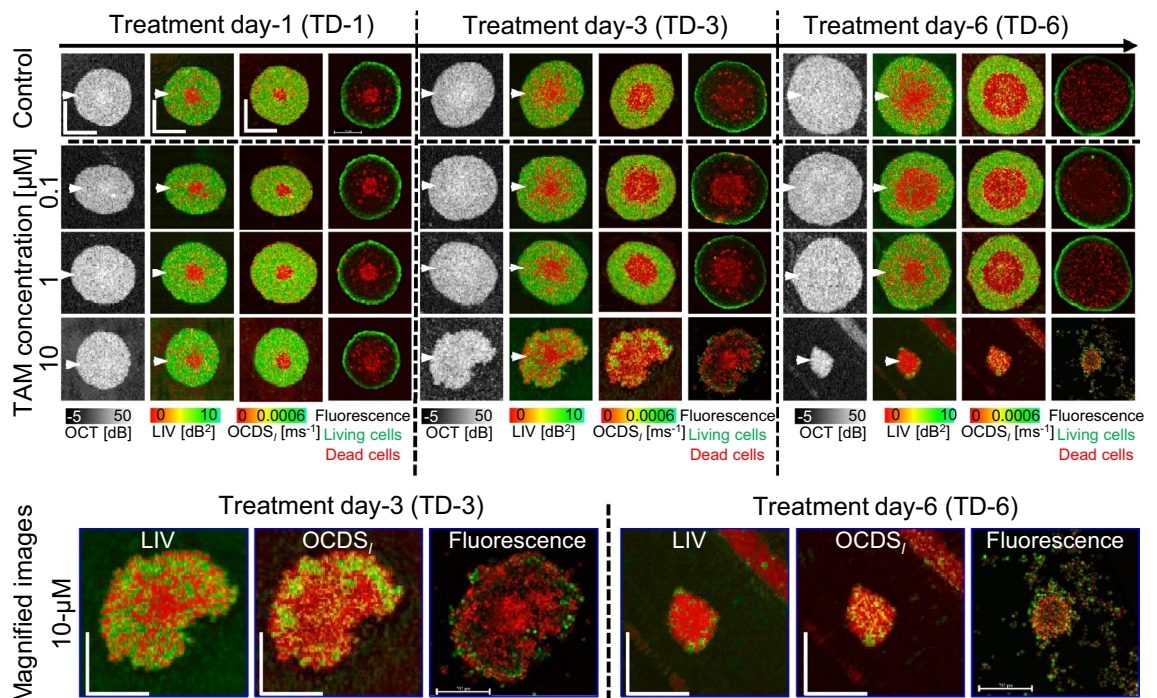 Treatment day-1 (TD-1)
Treatment day-3 (TD-3)
Treatment day-6 (TD-6)
Control
TAM concentration [µM]
0.1
1
10
-5 50
OCT [dB]
0 10
LIV [dB²]
0 0.0006
OCDSₗ [ms⁻¹]
Fluorescence
Living cells
Dead cells
-5 50
OCT [dB]
0 10
LIV [dB²]
0 0.0006
OCDSₗ [ms⁻¹]
Fluorescence
Living cells
Dead cells
-5 50
OCT [dB]
0 10
LIV [dB²]
0 0.0006
OCDSₗ [ms⁻¹]
Fluorescence
Living cells
Dead cells
Treatment day-3 (TD-3)
Treatment day-6 (TD-6)
Magnified images
10-µM
LIV
OCDSₗ
Fluorescence
LIV
OCDSₗ
Fluorescence